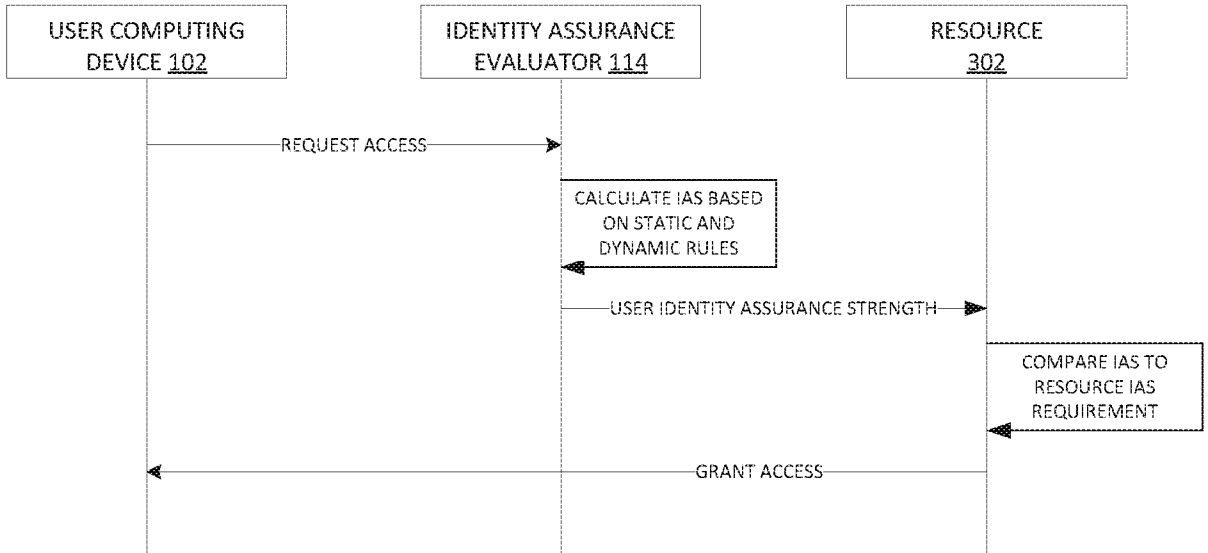 USER COMPUTING
DEVICE 102
IDENTITY ASSURANCE
EVALUATOR 114
RESOURCE
302
REQUEST ACCESS
CALCULATE IAS BASED
ON STATIC AND
DYNAMIC RULES
USER IDENTITY ASSURANCE STRENGTH
COMPARE IAS TO
RESOURCE IAS
REQUIREMENT
GRANT ACCESS